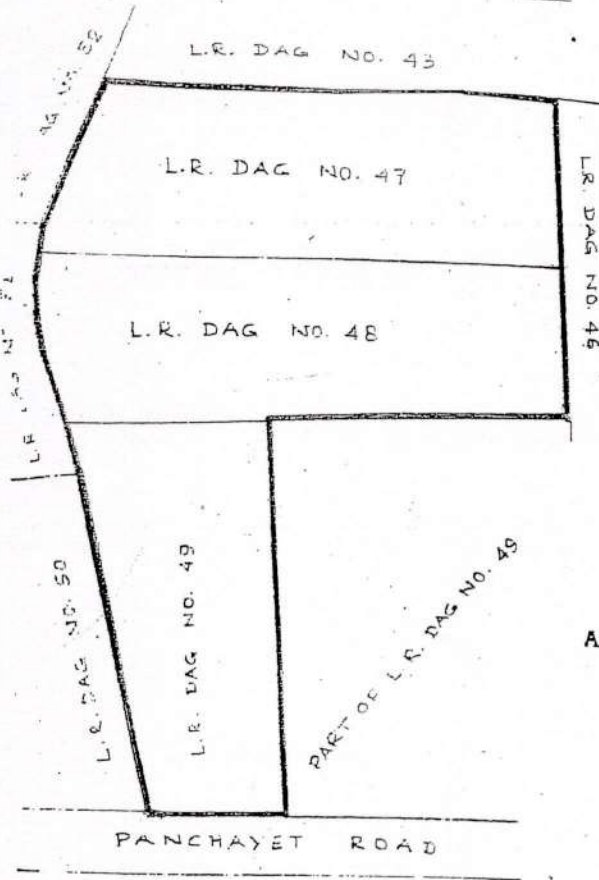 L.R. DAG NO. 43
52
L.R. DAG NO. 47
L.R. DAG NO. 46
L.R. DAG NO. 48
L.R.
L.R. DAG NO. 49
L.R. DAG NO. 50
PART OF L.R. DAG NO. 49
A
PANCHAYET ROAD